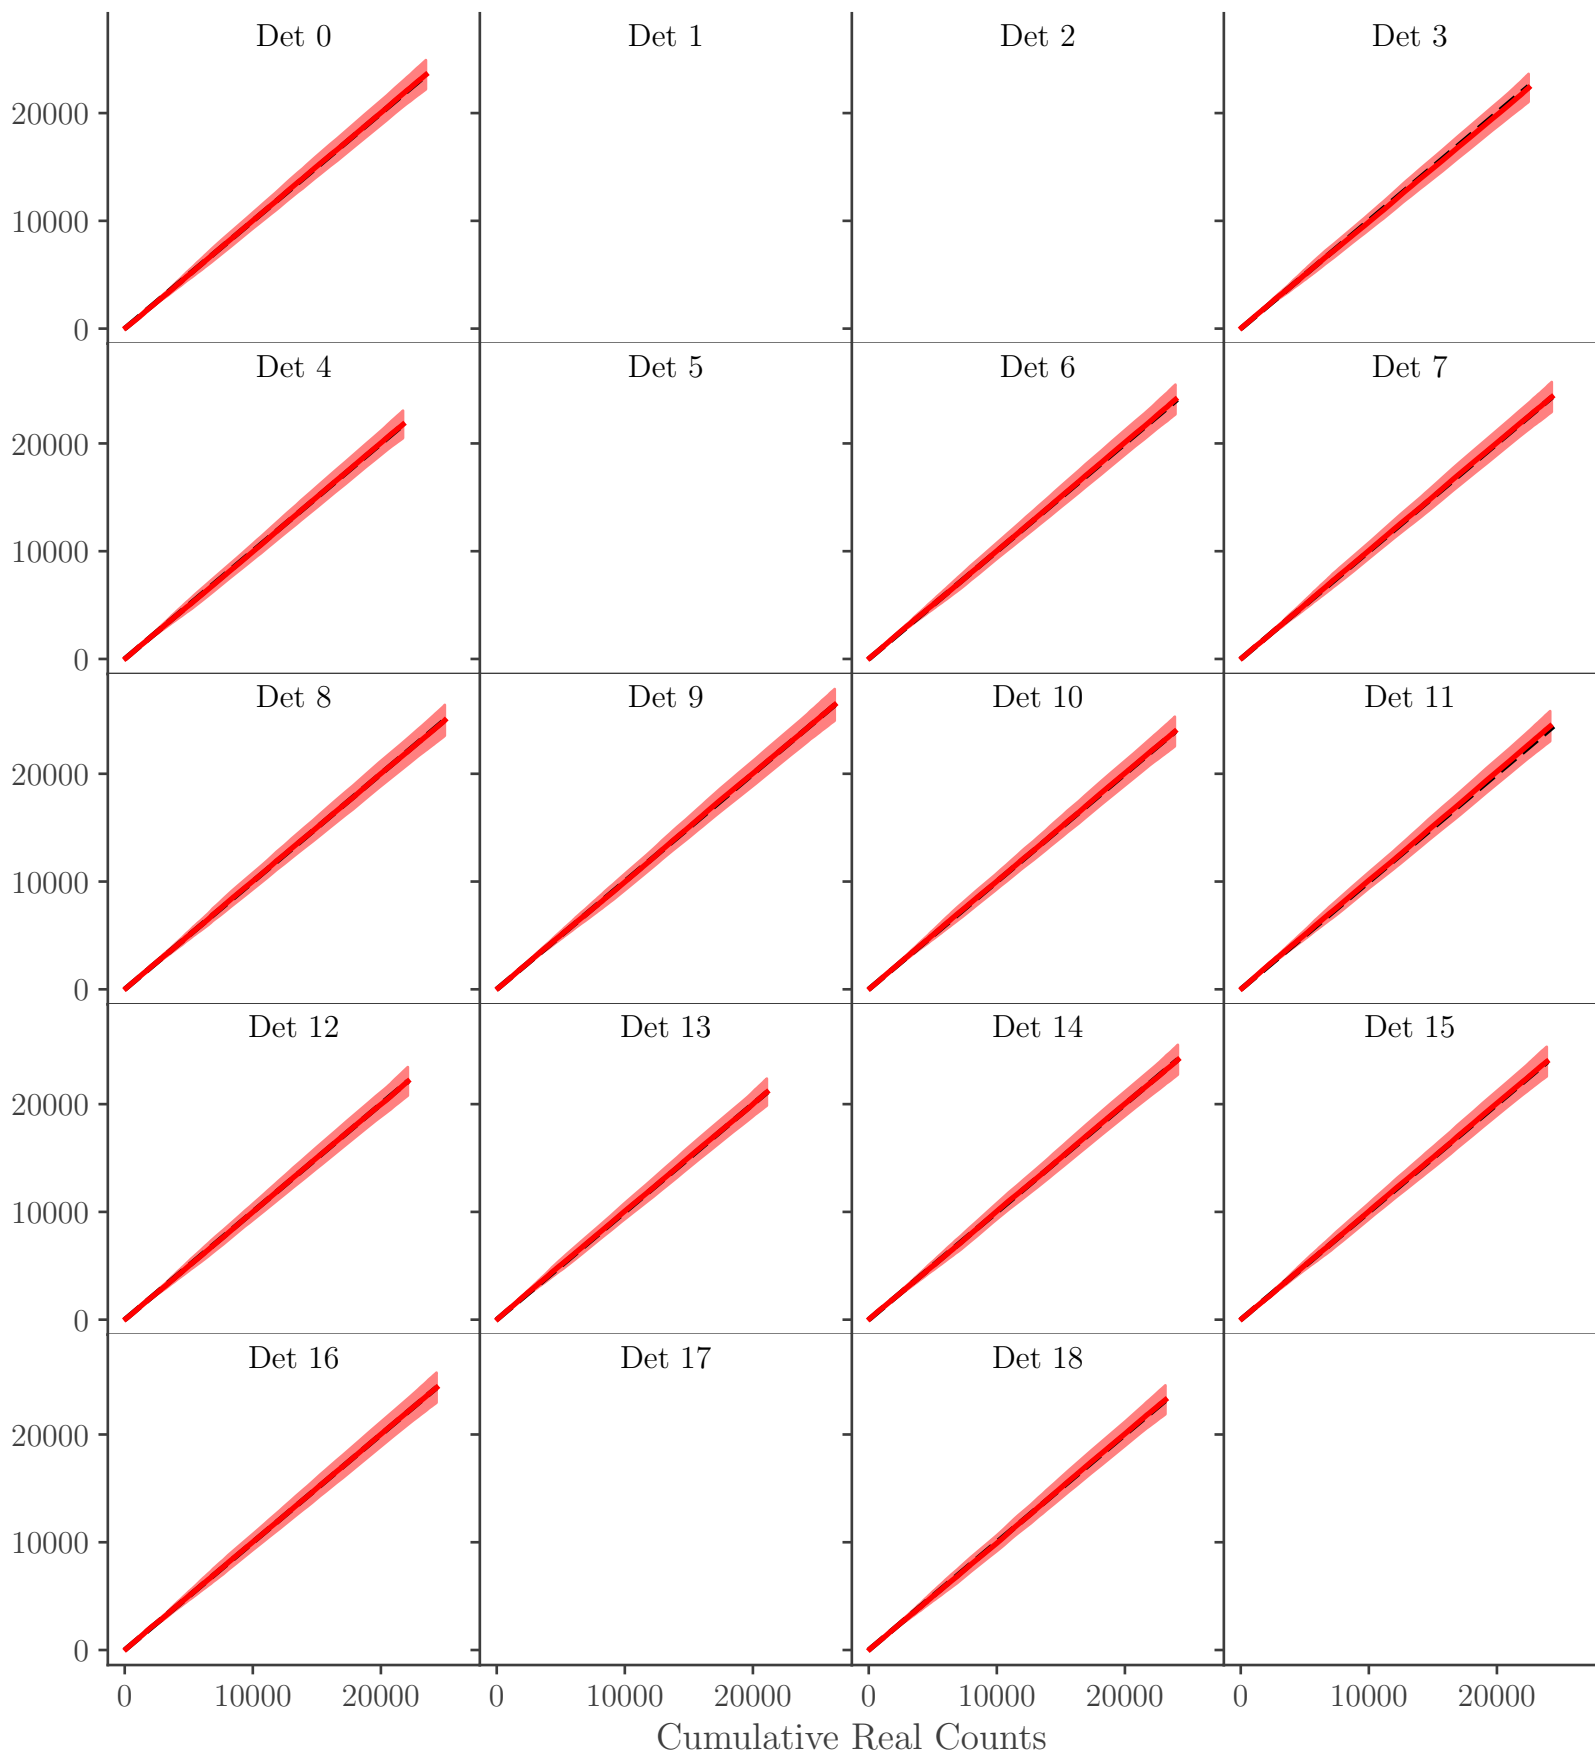 Det 0 Det 1 Det 2 Det 3
20000
10000
0
Det 4 Det 5 Det 6 Det 7
20000
10000
0
Det 8 Det 9 Det 10 Det 11
20000
10000
0
Det 12 Det 13 Det 14 Det 15
20000
10000
0
Det 16 Det 17 Det 18
20000
10000
0
0 10000 20000 0 10000 20000 0 10000 20000 0 10000 20000
Cumulative Real Counts